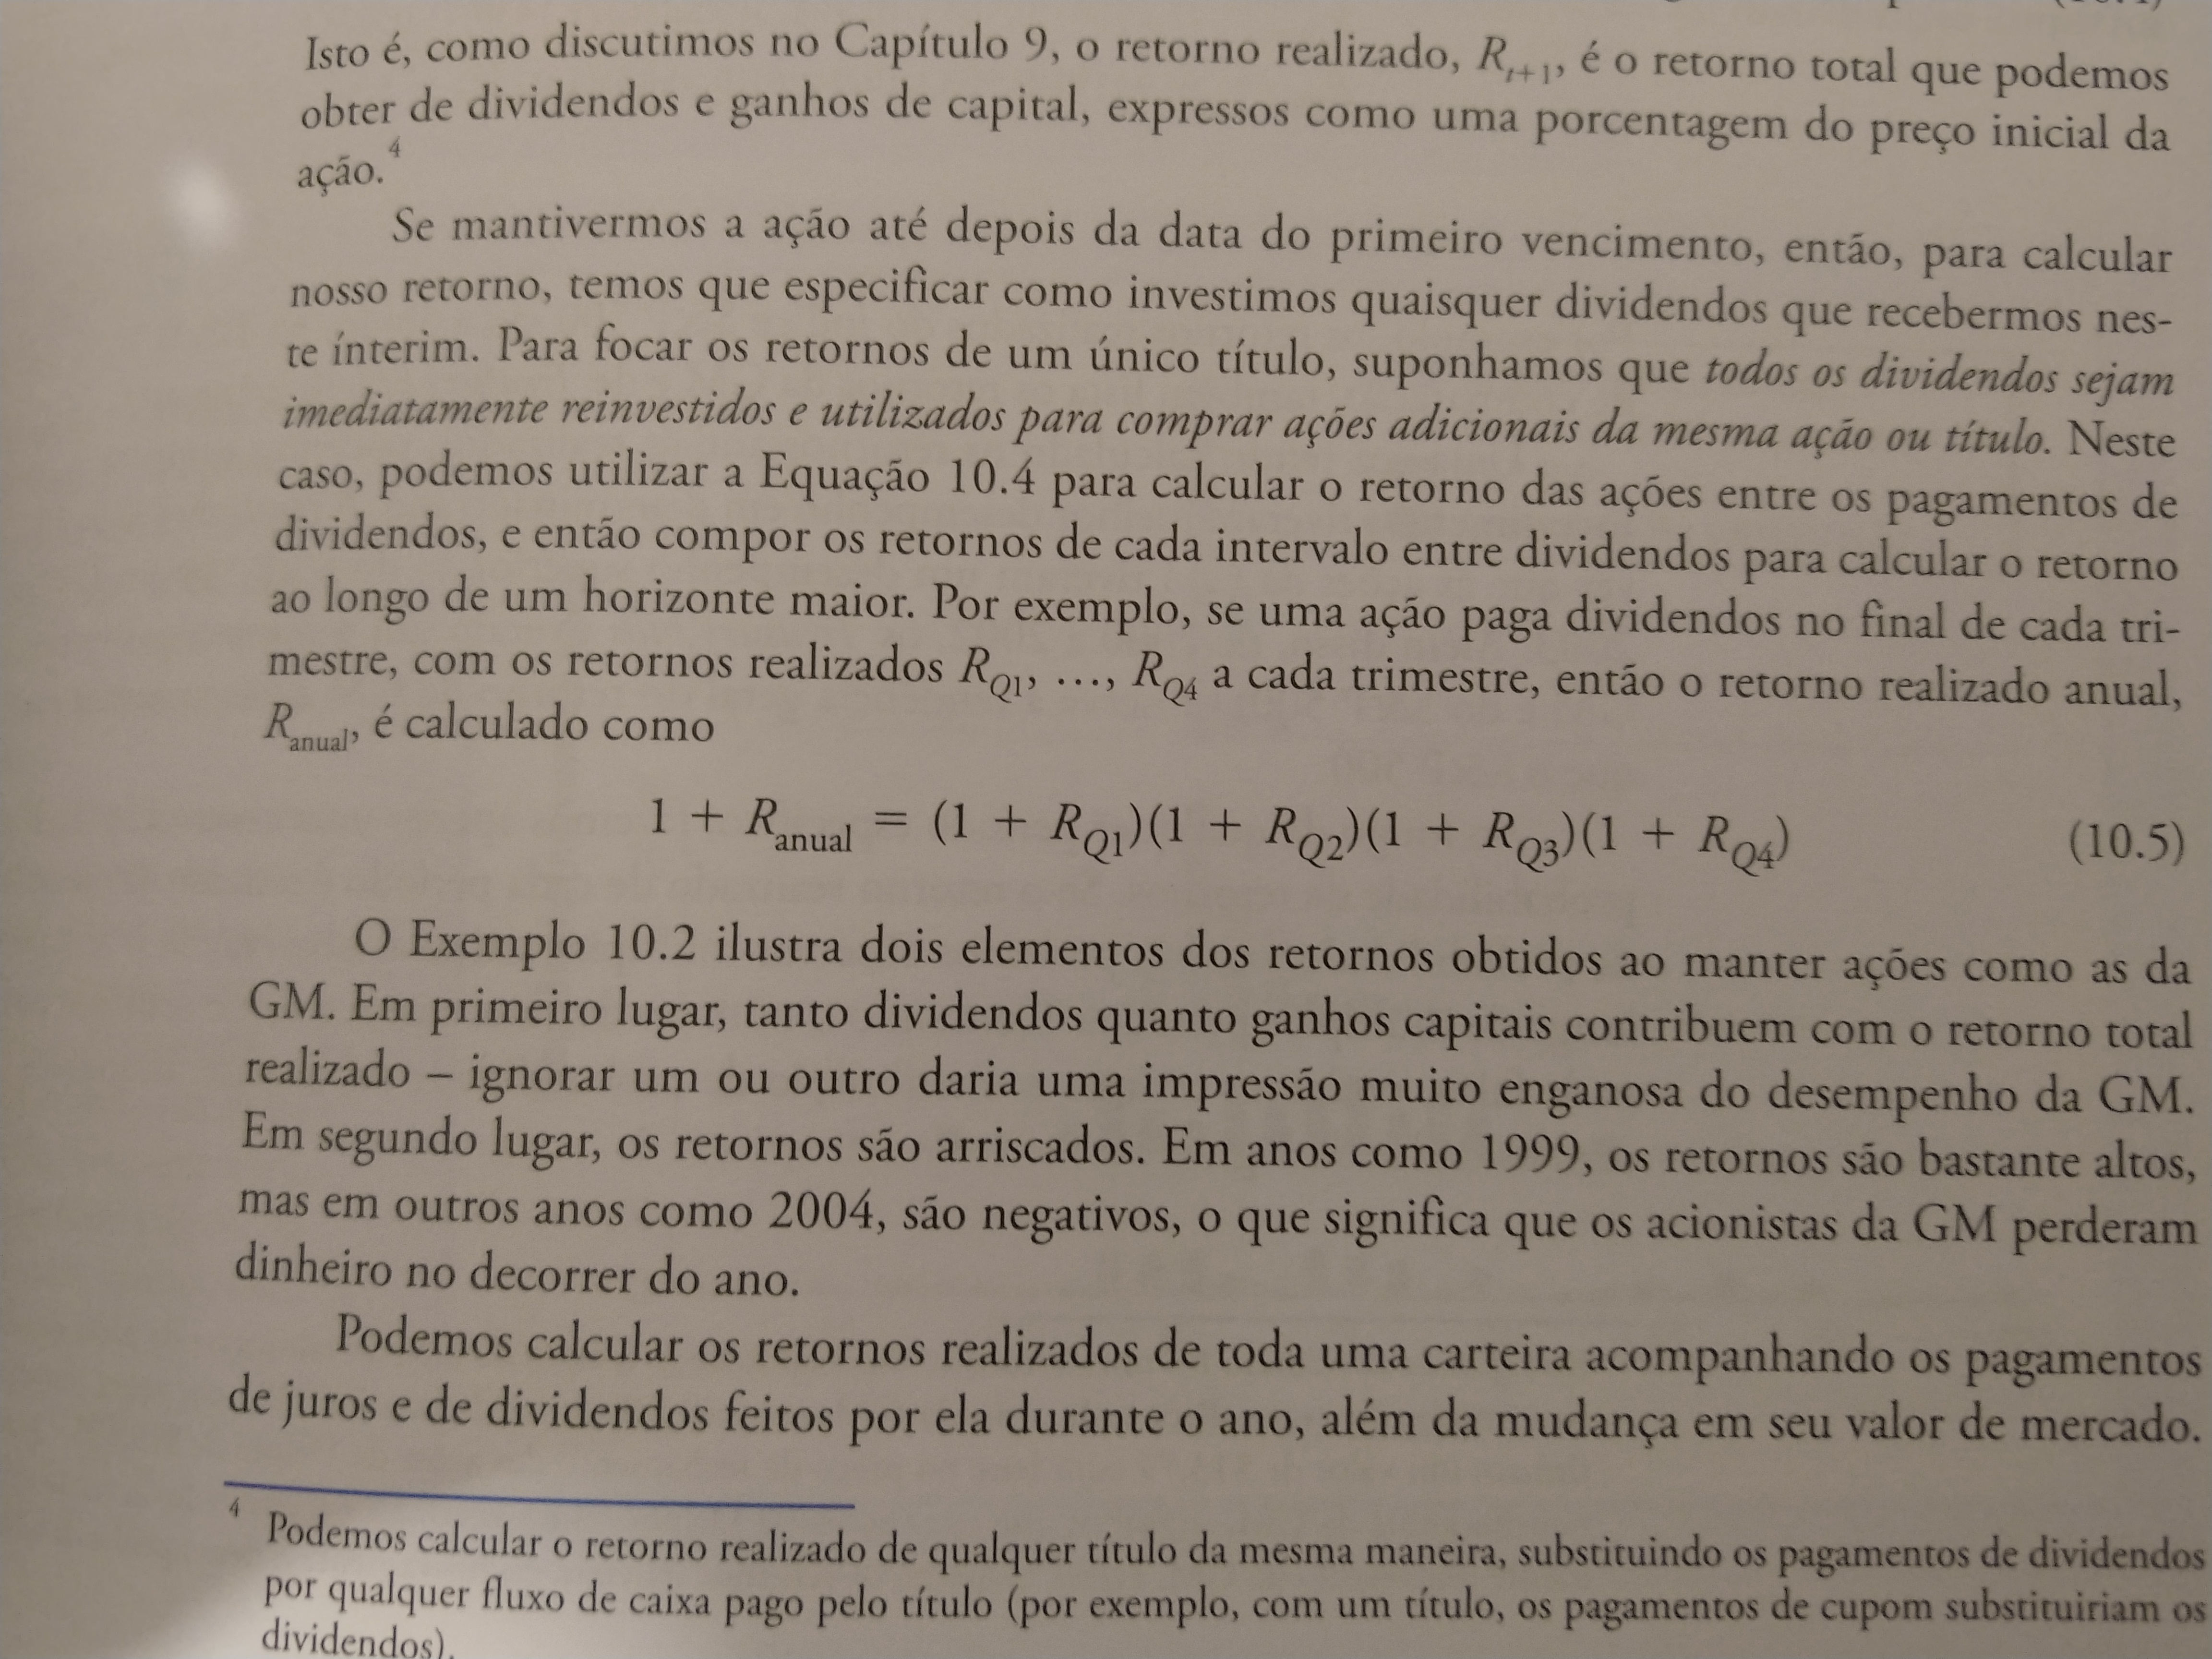 Isto é, como discutimos no Capítulo 9, o retorno realizado, R_{t+1}, é o retorno total que podemos
obter de dividendos e ganhos de capital, expressos como uma porcentagem do preço inicial da
ação.⁴
Se mantivermos a ação até depois da data do primeiro vencimento, então, para calcular
nosso retorno, temos que especificar como investimos quaisquer dividendos que recebermos nes-
te ínterim. Para focar os retornos de um único título, suponhamos que todos os dividendos sejam
imediatamente reinvestidos e utilizados para comprar ações adicionais da mesma ação ou título. Neste
caso, podemos utilizar a Equação 10.4 para calcular o retorno das ações entre os pagamentos de
dividendos, e então compor os retornos de cada intervalo entre dividendos para calcular o retorno
ao longo de um horizonte maior. Por exemplo, se uma ação paga dividendos no final de cada tri-
mestre, com os retornos realizados R_{Q1}, ..., R_{Q4} a cada trimestre, então o retorno realizado anual,
R_{anual}, é calculado como
1 + R_{anual} = (1 + R_{Q1})(1 + R_{Q2})(1 + R_{Q3})(1 + R_{Q4}) (10.5)
O Exemplo 10.2 ilustra dois elementos dos retornos obtidos ao manter ações como as da
GM. Em primeiro lugar, tanto dividendos quanto ganhos capitais contribuem com o retorno total
realizado – ignorar um ou outro daria uma impressão muito enganosa do desempenho da GM.
Em segundo lugar, os retornos são arriscados. Em anos como 1999, os retornos são bastante altos,
mas em outros anos como 2004, são negativos, o que significa que os acionistas da GM perderam
dinheiro no decorrer do ano.
Podemos calcular os retornos realizados de toda uma carteira acompanhando os pagamentos
de juros e de dividendos feitos por ela durante o ano, além da mudança em seu valor de mercado.
⁴ Podemos calcular o retorno realizado de qualquer título da mesma maneira, substituindo os pagamentos de dividendos
por qualquer fluxo de caixa pago pelo título (por exemplo, com um título, os pagamentos de cupom substituiriam os
dividendos).